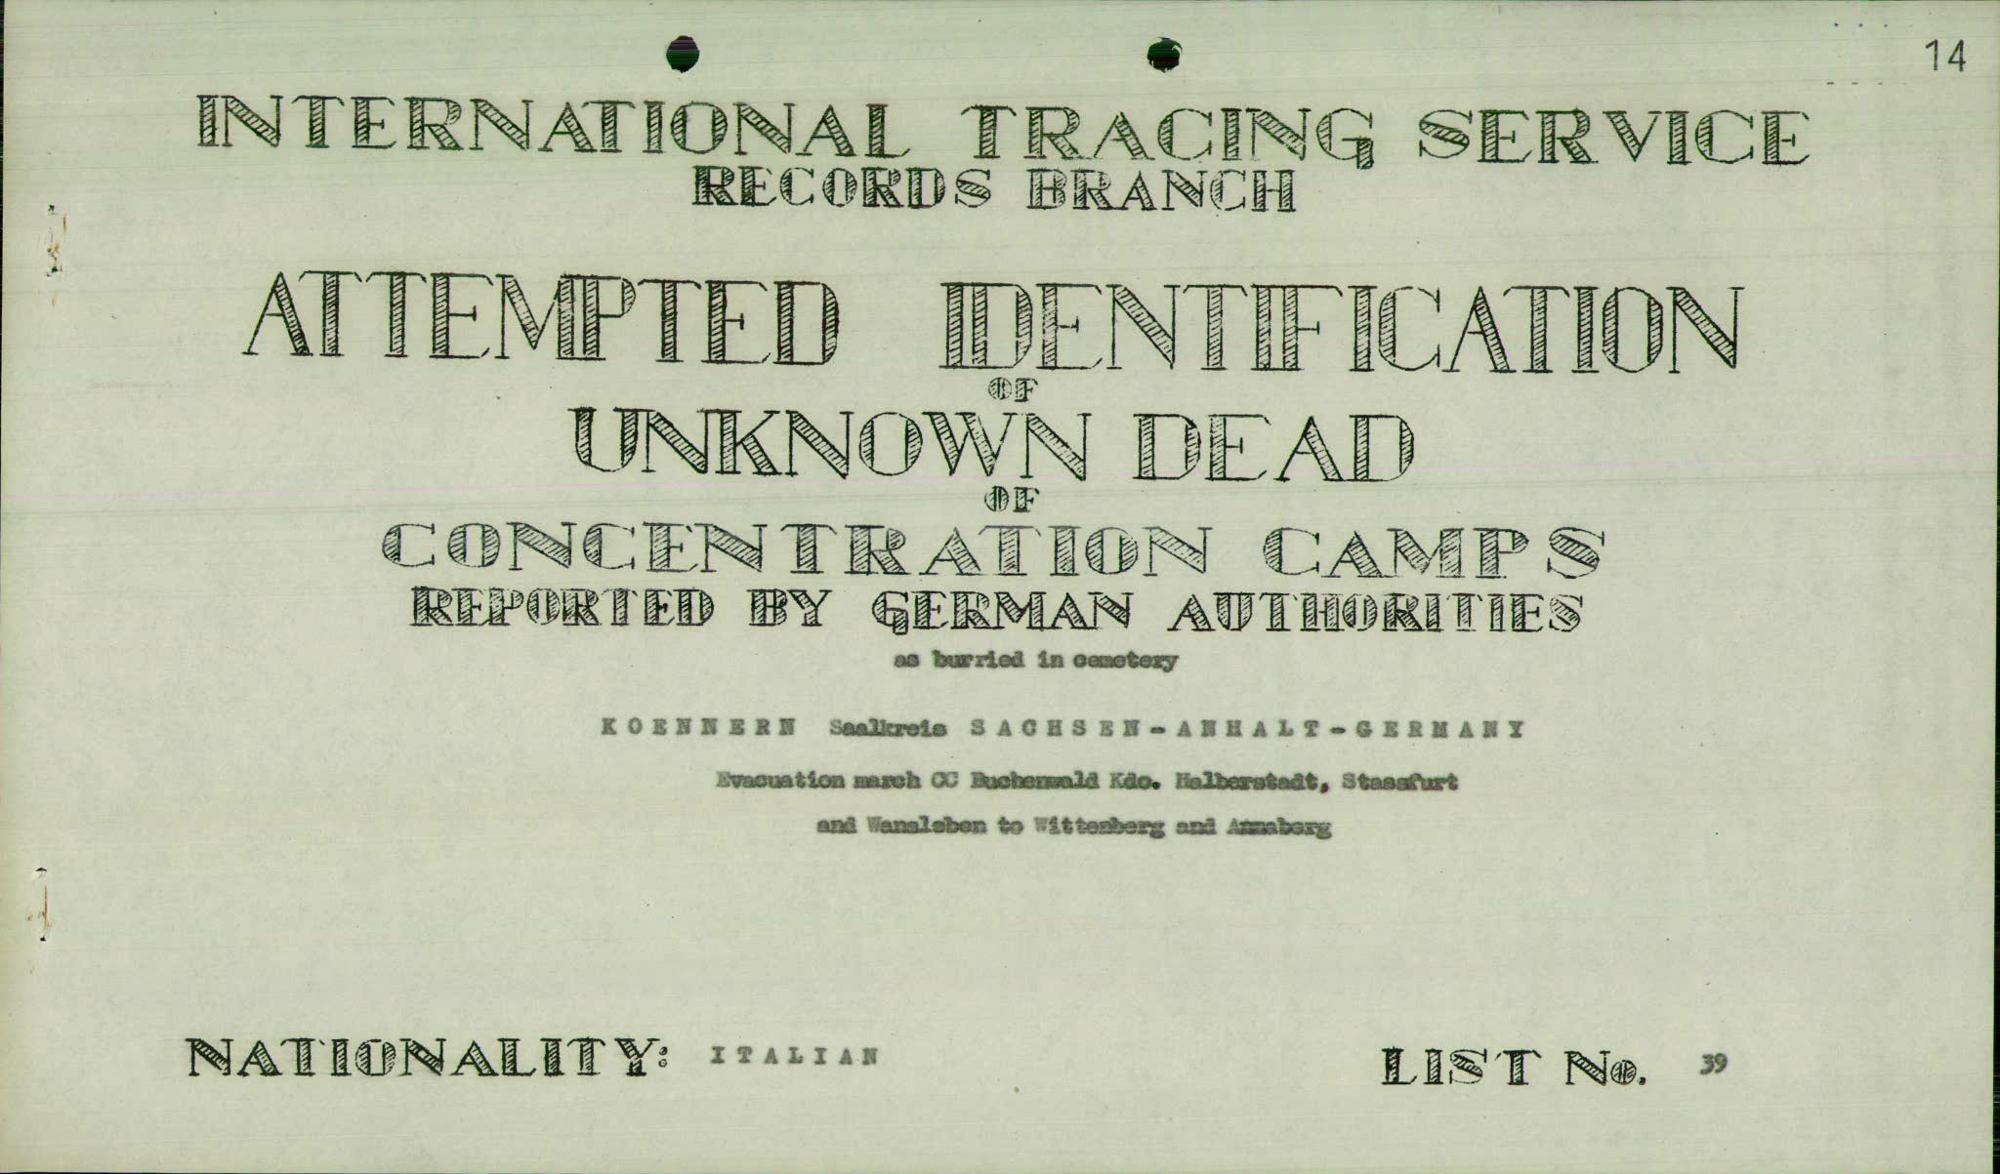 14
INTERNATIONAL TRACING SERVICE
RECORDS BRANCH
ATTEMPTED IDENTIFICATION
OF
UNKNOWN DEAD
OF
CONCENTRATION CAMPS
REPORTED BY GERMAN AUTHORITIES
as burried in cemetery
KOENNERN Saalkreis SACHSEN-ANHALT-GERMANY
Evacuation march CC Buchenwald Kdo. Halberstadt, Stassfurt
and Wansleben to Wittenberg and Annaberg
NATIONALITY: ITALIAN LIST No. 39